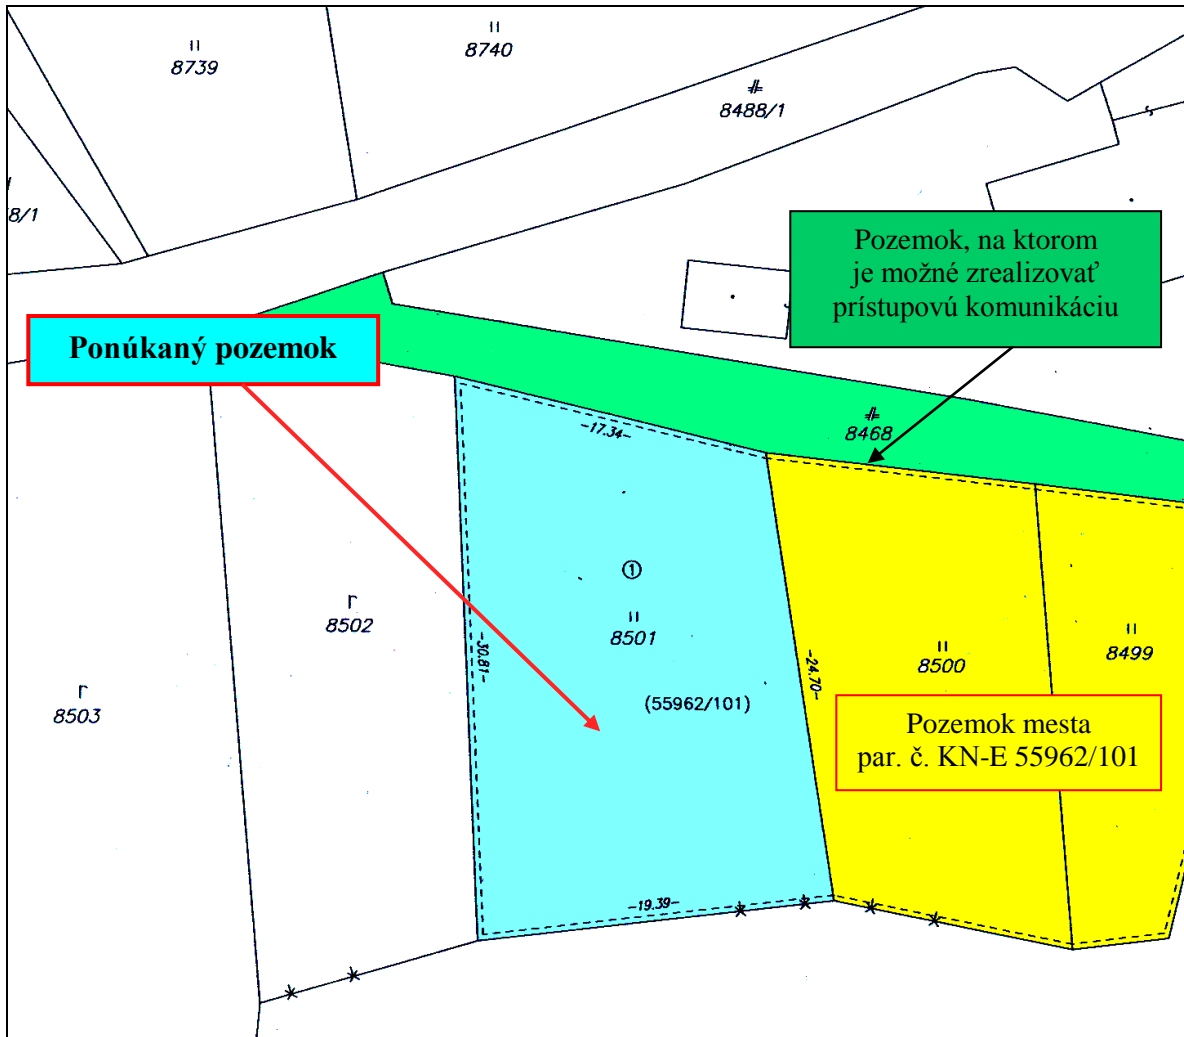 8739
8740
8488/1
8/1
Pozemok, na ktorom
je možné zrealizovať
prístupovú komunikáciu
Ponúkaný pozemok
8468
-17.34-
1
8502
8501
-30.81-
-24.70-
8500
8499
8503
(55962/101)
Pozemok mesta
par. č. KN-E 55962/101
-19.39-